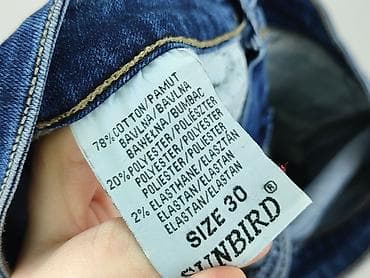 78%COTTON/PAMUT
BAVLNA/BAVLNA
BAWEŁNA/BUMBAC
20%POLYESTER/POLIÉSZTER
POLYESTER/POLYESTER
POLIESTER/POLIESTER
2% ELASTHANE/ELASZTÁN
ELASTAN/ELASTAN
ELASTAN/ELASTAN
SIZE 30
SUNBIRD®